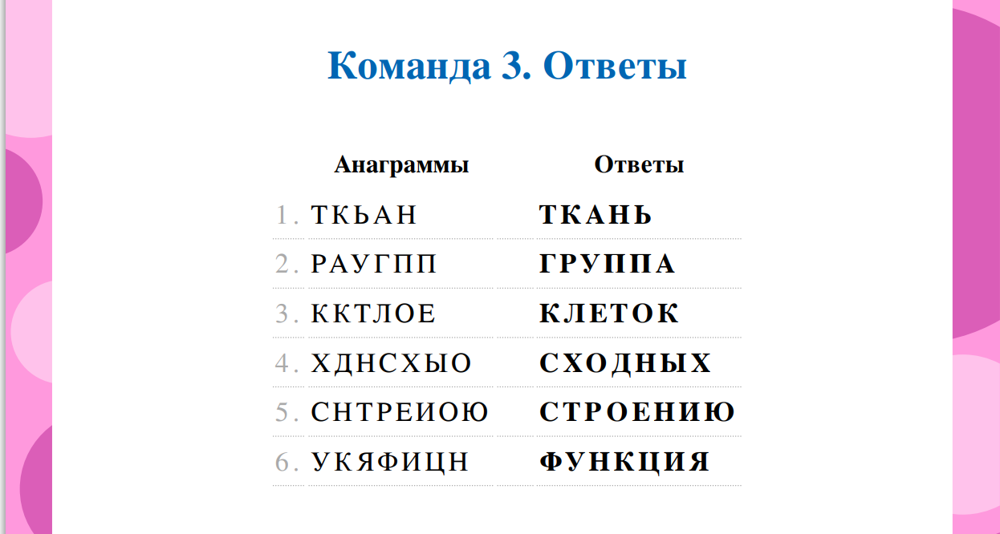 Команда 3. Ответы
Анаграммы Ответы
1. ТКЬАН ТКАНЬ
2. РАУГПП ГРУППА
3. ККТЛОЕ КЛЕТОК
4. ХДНСХЫО СХОДНЫХ
5. СНТРЕИОЮ СТРОЕНИЮ
6. УКЯФИЦН ФУНКЦИЯ